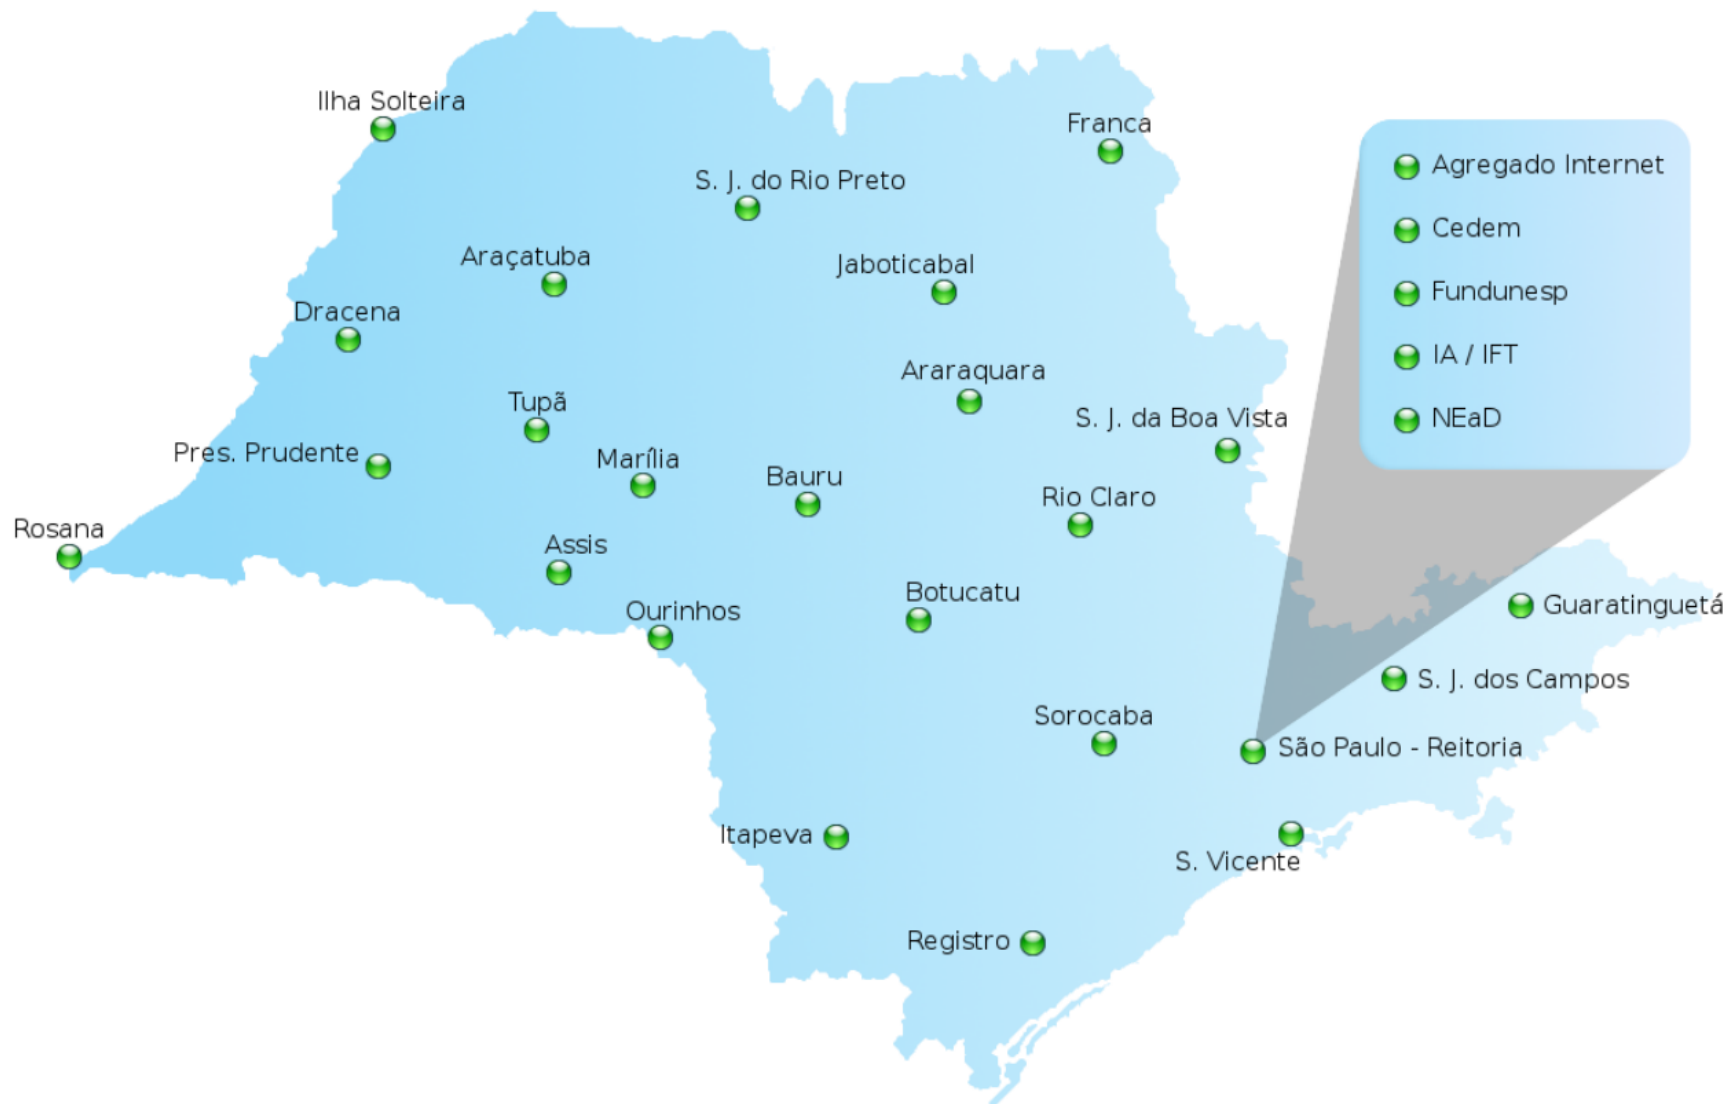 Ilha Solteira
Franca
Agregado Internet
S. J. do Rio Preto
Cedem
Araçatuba
Jaboticabal
Fundunesp
Dracena
IA / IFT
Araraquara
Tupã
S. J. da Boa Vista
NEaD
Pres. Prudente
Marília
Bauru
Rio Claro
Rosana
Assis
Botucatu
Ourinhos
Guaratinguetá
S. J. dos Campos
Sorocaba
São Paulo - Reitoria
Itapeva
S. Vicente
Registro